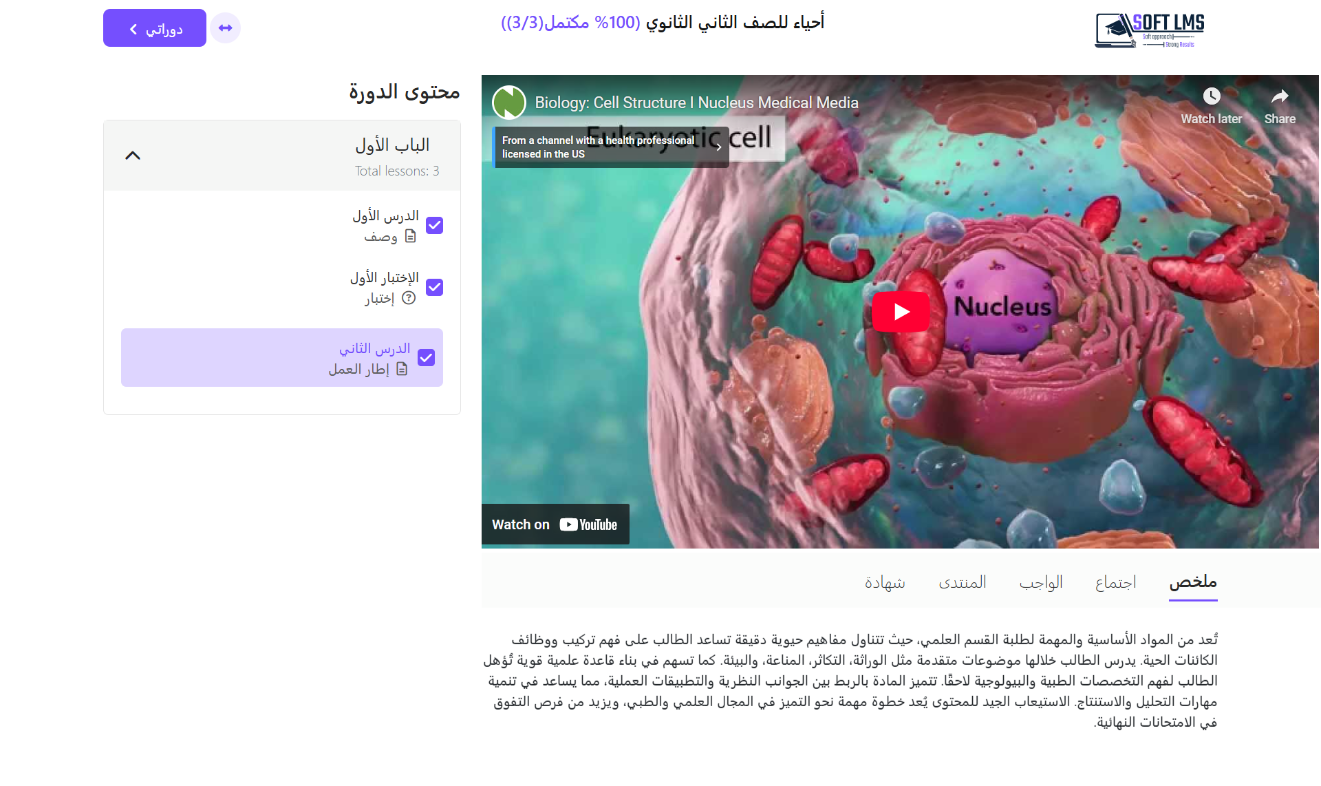 SOFT LMS
Soft approach
Strong Results
أحياء للصف الثاني الثانوي (100% مكتمل(3/3))
دوراتي
Biology: Cell Structure I Nucleus Medical Media
Watch later
Share
Eukaryotic cell
From a channel with a health professional
licensed in the US
Nucleus
Watch on YouTube
محتوى الدورة
الباب الأول
Total lessons: 3
الدرس الأول
وصف
الإختبار الأول
إختبار
الدرس الثاني
إطار العمل
ملخص
اجتماع
الواجب
المنتدى
شهادة
تُعد من المواد الأساسية والمهمة لطلبة القسم العلمي، حيث تتناول مفاهيم حيوية دقيقة تساعد الطالب على فهم تركيب ووظائف
الكائنات الحية. يدرس الطالب خلالها موضوعات متقدمة مثل الوراثة، التكاثر، المناعة، والبيئة. كما تسهم في بناء قاعدة علمية قوية تُؤهل
الطالب لفهم التخصصات الطبية والبيولوجية لاحقًا. تتميز المادة بالربط بين الجوانب النظرية والتطبيقات العملية، مما يساعد في تنمية
مهارات التحليل والاستنتاج. الاستيعاب الجيد للمحتوى يُعد خطوة مهمة نحو التميز في المجال العلمي والطبي، ويزيد من فرص التفوق
في الامتحانات النهائية.